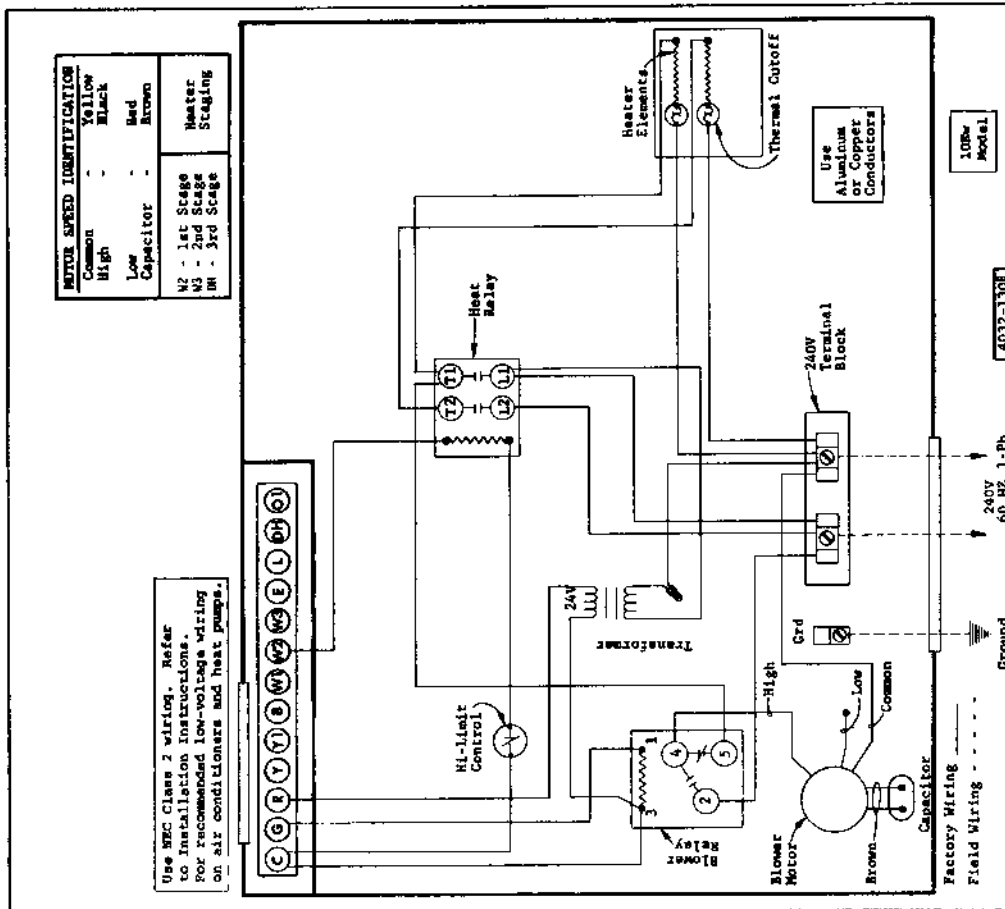 MOTOR SPEED IDENTIFICATION
Common - Yellow
High - Black
Low - Red
Capacitor - Brown
W2 - 1st Stage
W3 - 2nd Stage
DH - 3rd Stage
Heater
Staging
Use NEC Class 2 wiring. Refer
to Installation Instructions.
For recommended low-voltage wiring
on air conditioners and heat pumps.
C
G
R
Y
Y1
B
W1
W2
W3
E
L
DH
O1
Heater
Elements
Thermal Cutoff
Heat
Relay
T1
T2
L1
L2
Use
Aluminum
or Copper
Conductors
10Kw
Model
240V
Terminal
Block
24V
Transformer
Hi-Limit
Control
1
3
4
5
2
Blower
Relay
High
Low
Common
Blower
Motor
Brown
Capacitor
Grd
Ground
240V
60 HZ 1-Ph
Factory Wiring
Field Wiring